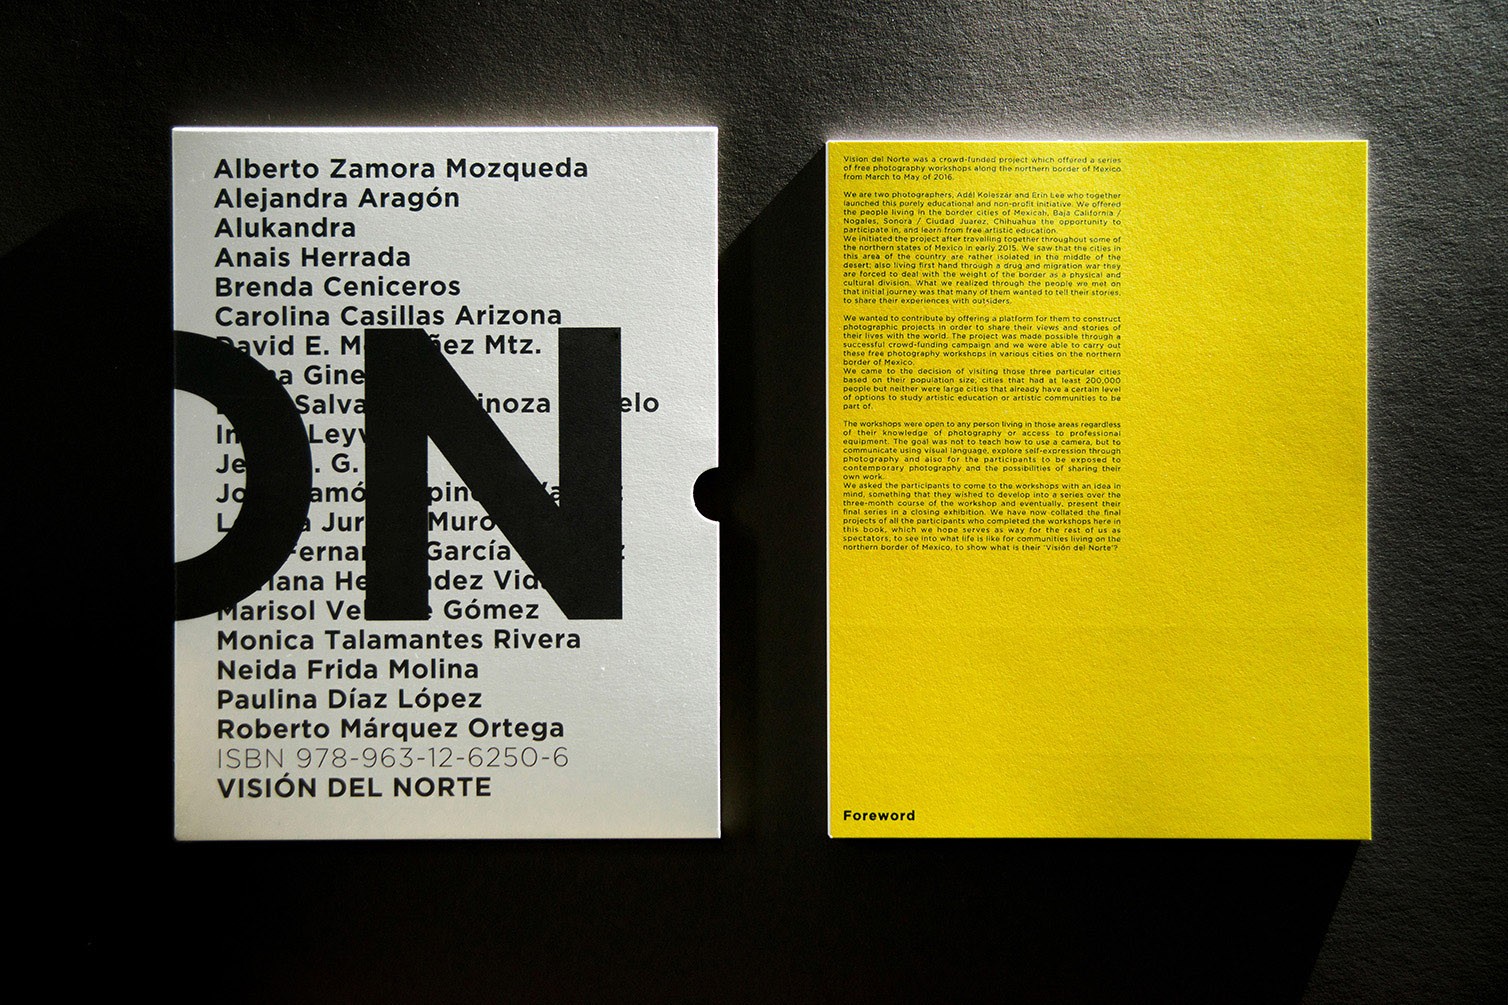 Alberto Zamora Mozqueda
Alejandra Aragón
Alukandra
Anais Herrada
Brenda Ceniceros
Carolina Casillas Arizona
David E. Mtz.
Salva
Leyv
G.
Jur Muro
García
Marisol Gómez
Monica Talamantes Rivera
Neida Frida Molina
Paulina Díaz López
Roberto Márquez Ortega
ISBN 978-963-12-6250-6
VISIÓN DEL NORTE
ON
Vision del Norte was a crowd-funded project which offered a series
of free photography workshops along the northern border of Mexico
from March to May of 2016.
We are two photographers, Adél Koleszár and Erin Lee who together
launched this purely educational and non-profit initiative. We offered
the people living in the border cities of Mexicali, Baja California /
Nogales, Sonora / Ciudad Juarez, Chihuahua the opportunity to
participate in, and learn from free artistic education.
We initiated the project after travelling together throughout some of
the northern states of Mexico in early 2015. We saw that the cities in
this area of the country are rather isolated in the middle of the
desert; also living first hand through a drug and migration war they
are forced to deal with the weight of the border as a physical and
cultural division. What we realized through the people we met on
that initial journey was that many of them wanted to tell their stories,
to share their experiences with outsiders.
We wanted to contribute by offering a platform for them to construct
photographic projects in order to share their views and stories of
their lives with the world. The project was made possible through a
successful crowd-funding campaign and we were able to carry out
these free photography workshops in various cities on the northern
border of Mexico.
We came to the decision of visiting those three particular cities
based on their population size; cities that had at least 200,000
people but neither were large cities that already have a certain level
of options to study artistic education or artistic communities to be
part of.
The workshops were open to any person living in those areas regardless
of their knowledge of photography or access to professional
equipment. The goal was not to teach how to use a camera, but to
communicate using visual language, explore self-expression through
photography and also for the participants to be exposed to
contemporary photography and the possibilities of sharing their
own work.
We asked the participants to come to the workshops with an idea in
mind, something that they wished to develop into a series over the
three-month course of the workshop and eventually, present their
final series in a closing exhibition. We have now collated the final
projects of all the participants who completed the workshops here in
this book, which we hope serves as way for the rest of us as
spectators, to see into what life is like for communities living on the
northern border of Mexico, to show what is their "Visión del Norte"?
Foreword